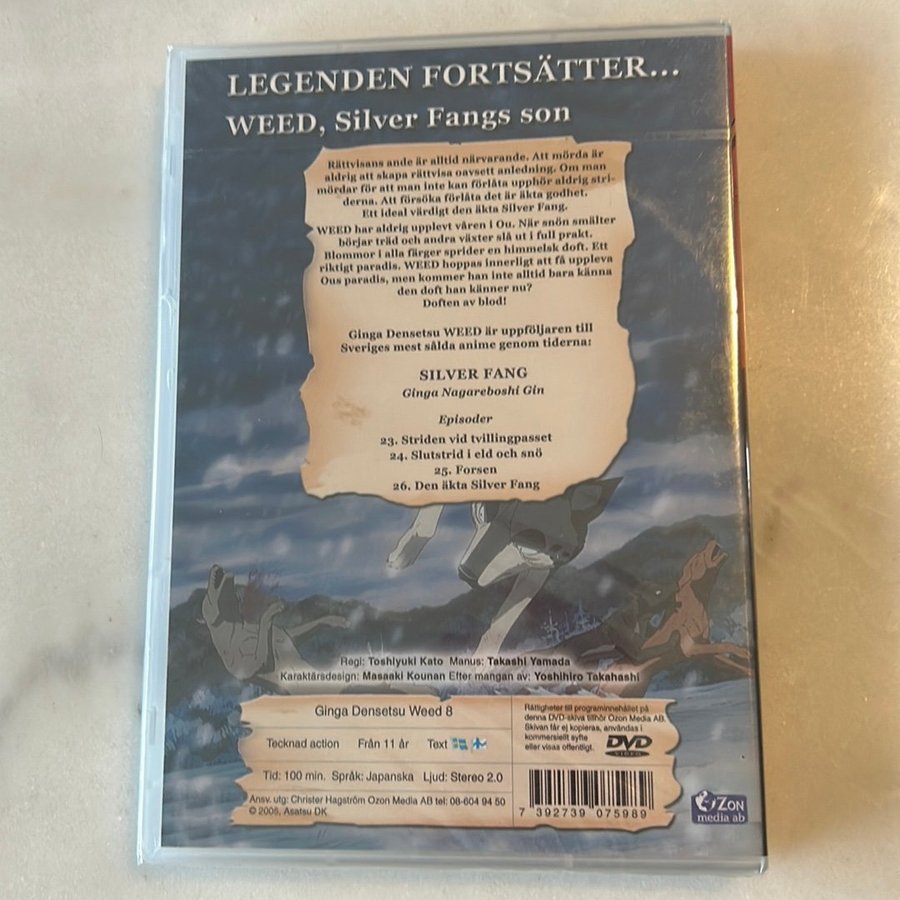 LEGENDEN FORTSÄTTER...
WEED, Silver Fangs son
Rättvisans ande är alltid närvarande. Att mörda är
aldrig att skapa rättvisa oavsett anledning. Om man
mördar för att man inte kan förlåta upphör aldrig stri-
derna. Att försöka förlåta det är äkta godhet.
Ett ideal värdigt den äkta Silver Fang.
WEED har aldrig upplevt våren i Ou. När snön smälter
börjar träd och andra växter slå ut i full prakt.
Blommor i alla färger sprider en himmelsk doft. Ett
riktigt paradis. WEED hoppas innerligt att få uppleva
Ous paradis, men kommer han inte alltid bara känna
den doft han känner nu?
Doften av blod!
Ginga Densetsu WEED är uppföljaren till
Sveriges mest sålda anime genom tiderna:
SILVER FANG
Ginga Nagareboshi Gin
Episoder
23. Striden vid tvillingpasset
24. Slutstrid i eld och snö
25. Forsen
26. Den äkta Silver Fang
Regi: Toshiyuki Kato Manus: Takashi Yamada
Karaktärsdesign: Masaaki Kounan Efter mangan av: Yoshihiro Takahashi
Ginga Densetsu Weed 8
Tecknad action Från 11 år Text
Tid: 100 min. Språk: Japanska Ljud: Stereo 2.0
Ansv. utg: Christer Hagström Ozon Media AB tel: 08-604 94 50
© 2005, Asatsu DK
Rättigheter till programinnehållet på
denna DVD-skiva tillhör Ozon Media AB.
Skivan får ej kopieras, användas i
kommersiellt syfte
eller visas offentligt.
DVD
VIDEO
7 392739 075989
OZON
media ab